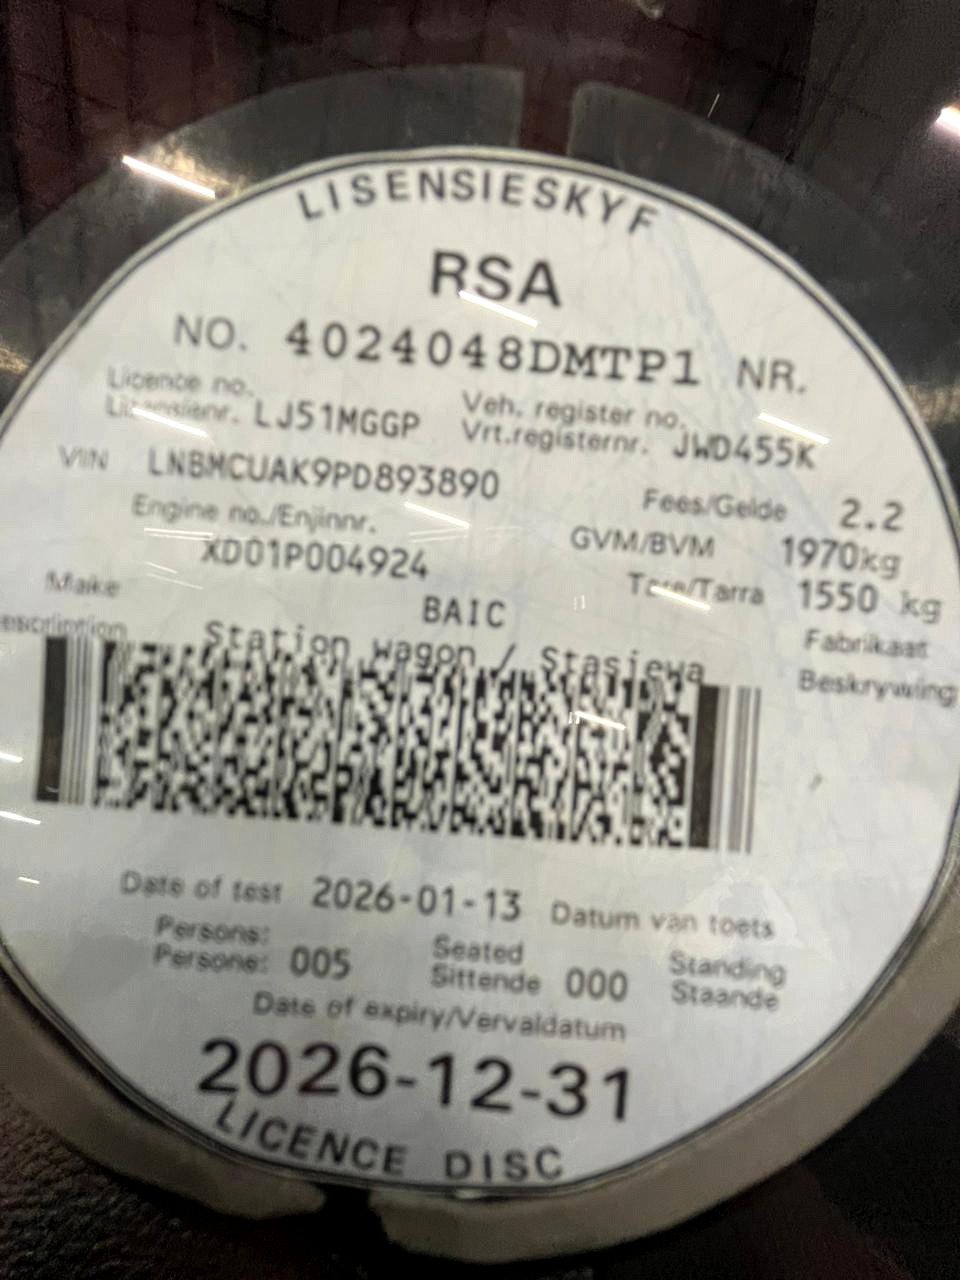 LISENSIESKYF
RSA
NO. 4024048DMTP1 NR.
Licence no.
Lisensienr. LJ51MGGP
Veh. register no.
Vrt.registernr. JWD455K
VIN LNBMCUAK9PD893890
Fees/Gelde 2.2
Engine no./Enjinnr.
XD01P004924
GVM/BVM 1970kg
Tare/Tarra 1550 kg
Make BAIC Fabrikaat
Description Station wagon / Stasiewa Beskrywing
Date of test 2026-01-13 Datum van toets
Persons:
Persone: 005
Seated
Sittende 000
Standing
Staande
Date of expiry/Vervaldatum
2026-12-31
LICENCE DISC